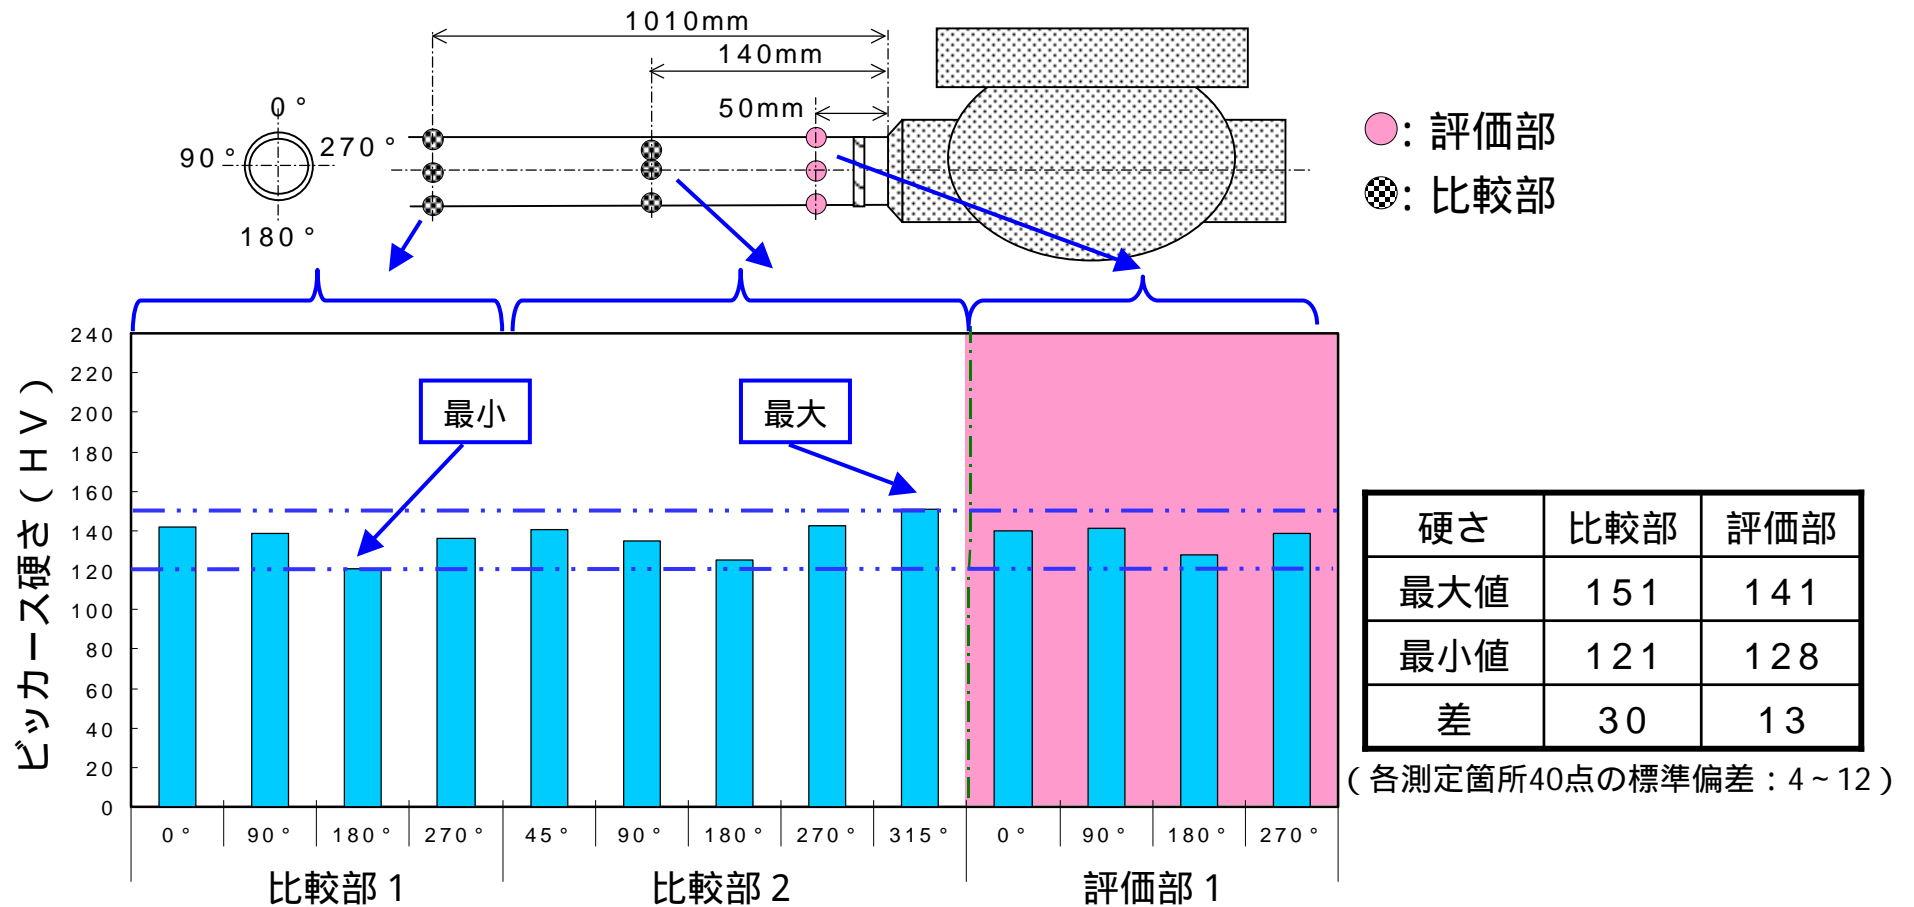 1010mm
140mm
50mm
0°
90°
270°
180°
：評価部
：比較部
ビッカース硬さ（HV）
240
220
200
180
160
140
120
100
80
60
40
20
0
最小
最大
0° 90° 180° 270° 45° 90° 180° 270° 315° 0° 90° 180° 270°
比較部1 比較部2 評価部1
硬さ 比較部 評価部
最大値 151 141
最小値 121 128
差 30 13
（各測定箇所40点の標準偏差：4～12）